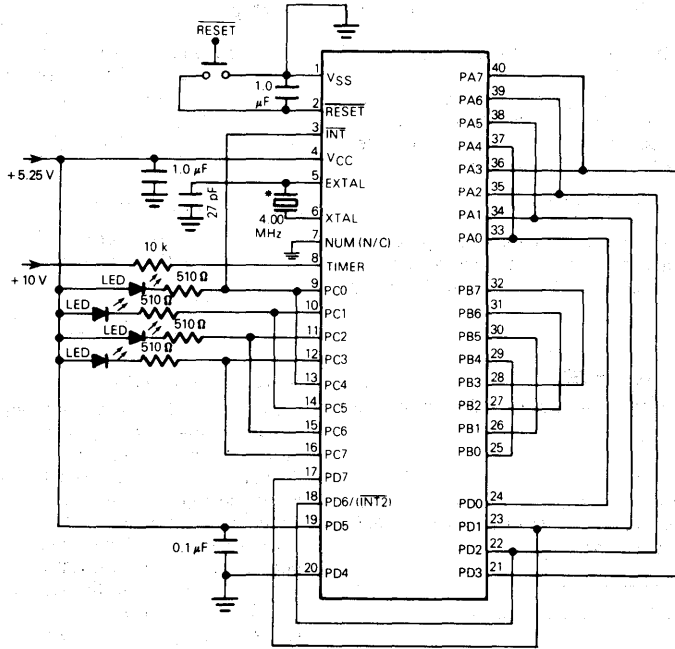 RESET
1 VSS
1.0 μF
2 RESET
3 INT
+5.25 V
4 VCC
1.0 μF
5 EXTAL
27 pF
*
4.00 MHz
6 XTAL
7 NUM (N/C)
+10 V
10 k
8 TIMER
LED 510 Ω
9 PC0
LED 510 Ω
10 PC1
LED 510 Ω
11 PC2
LED 510 Ω
12 PC3
13 PC4
14 PC5
15 PC6
16 PC7
17 PD7
18 PD6/(INT2)
19 PD5
0.1 μF
20 PD4
PA7 40
PA6 39
PA5 38
PA4 37
PA3 36
PA2 35
PA1 34
PA0 33
PB7 32
PB6 31
PB5 30
PB4 29
PB3 28
PB2 27
PB1 26
PB0 25
PD0 24
PD1 23
PD2 22
PD3 21